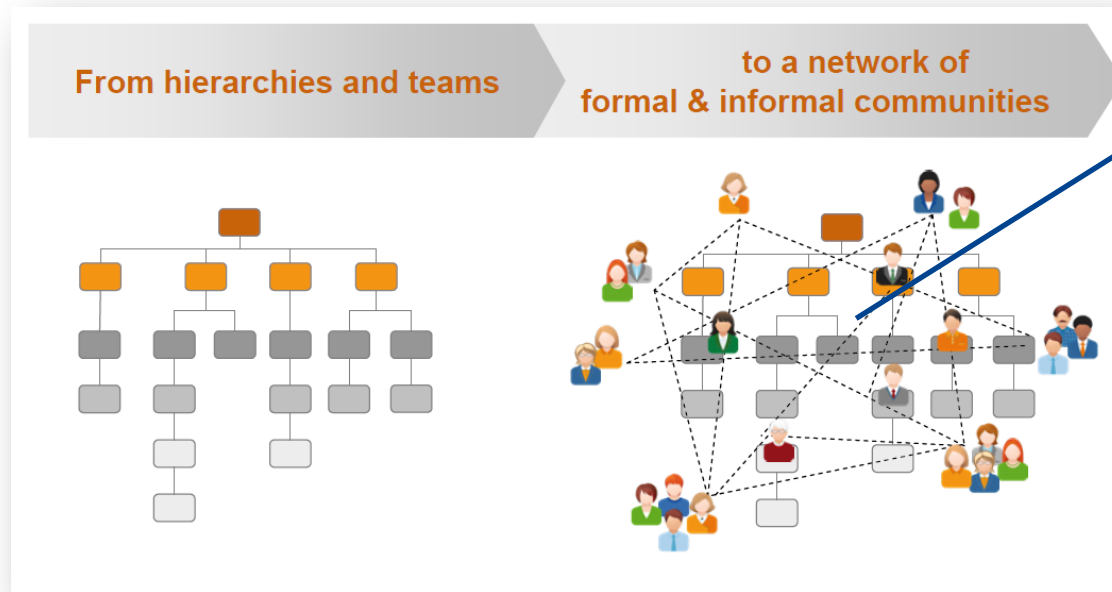 From hierarchies and teams
to a network of
formal & informal communities